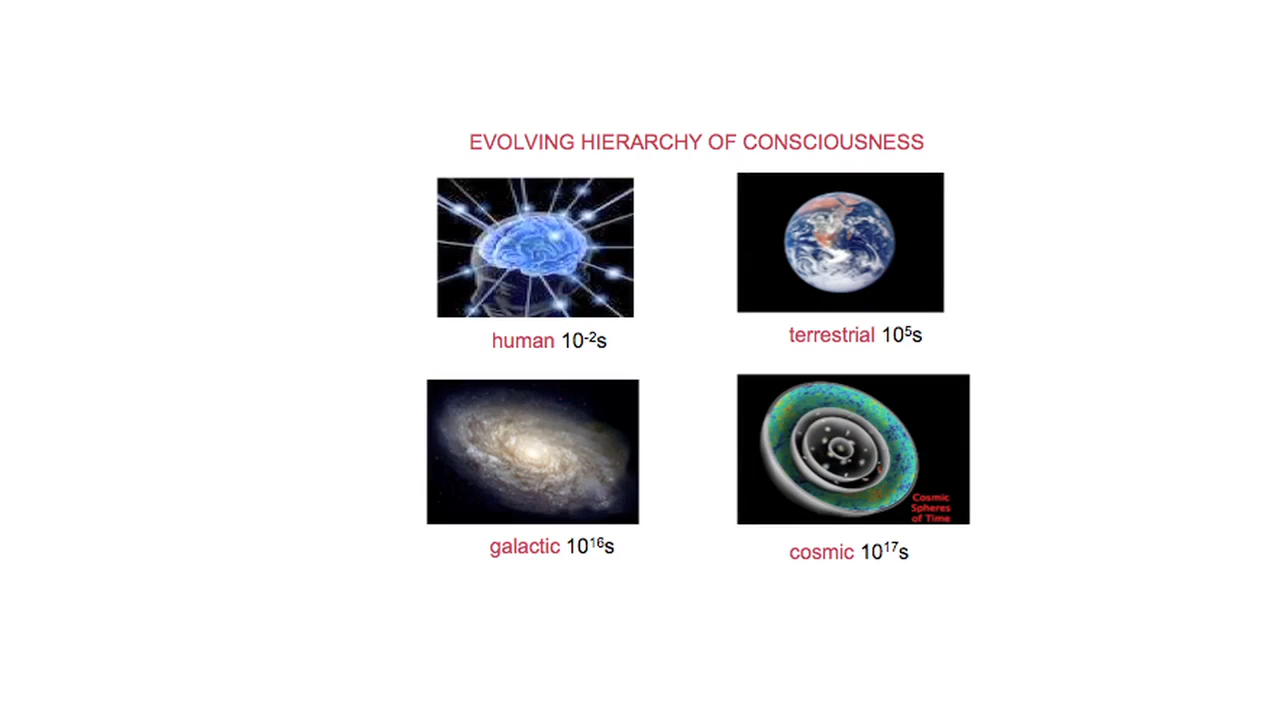 EVOLVING HIERARCHY OF CONSCIOUSNESS
human 10⁻²s
terrestrial 10⁵s
Cosmic
Spheres
of Time
galactic 10¹⁶s
cosmic 10¹⁷s